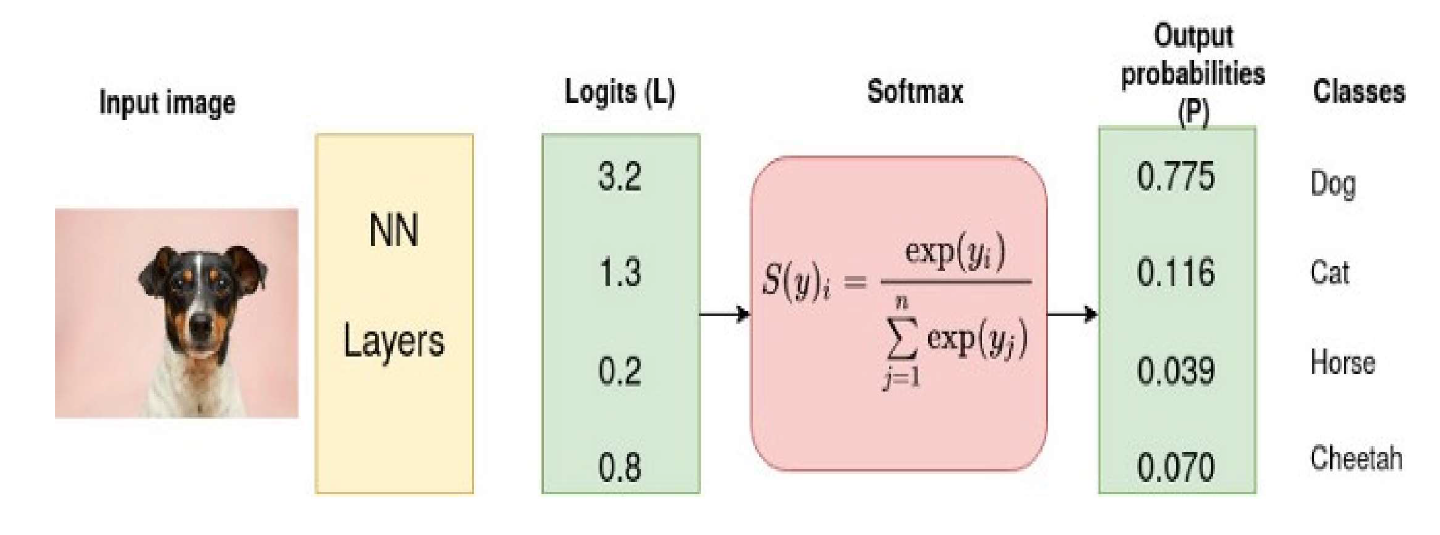 Input image
NN
Layers
Logits (L)
3.2
1.3
0.2
0.8
Softmax
S(y)_i = exp(y_i) / \sum_{j=1}^{n} exp(y_j)
Output
probabilities
(P)
0.775
0.116
0.039
0.070
Classes
Dog
Cat
Horse
Cheetah